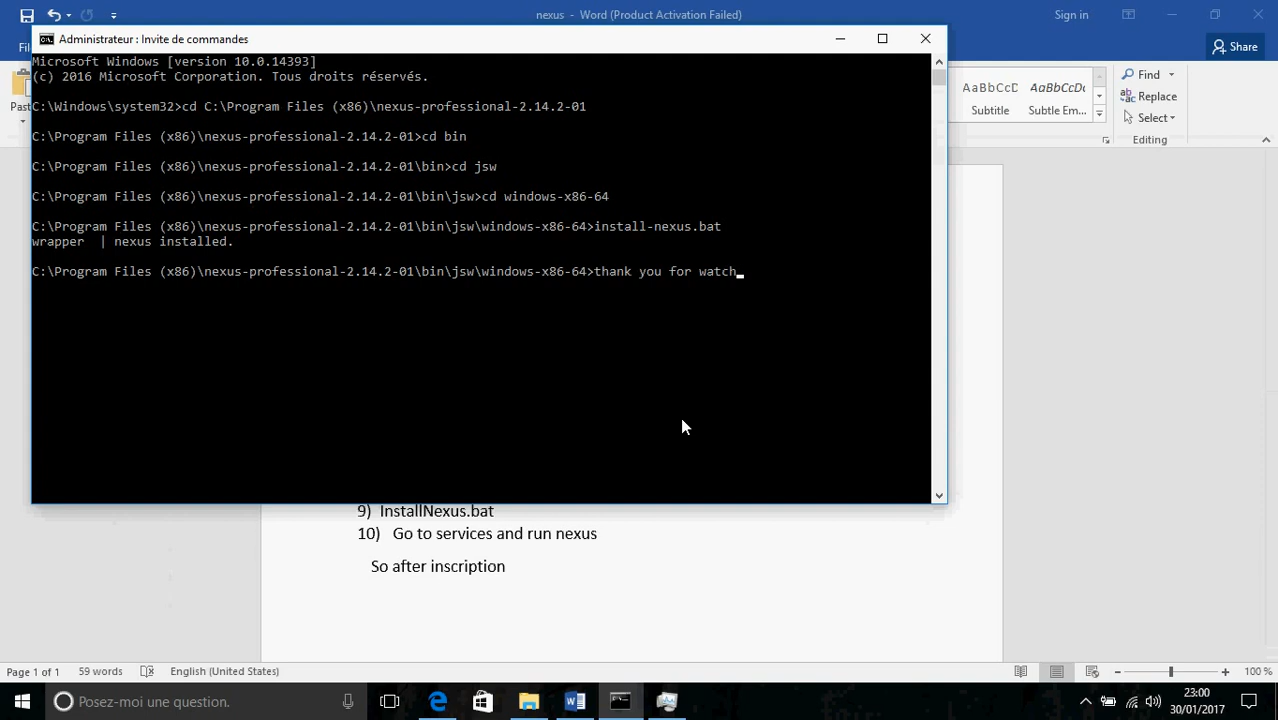 nexus - Word (Product Activation Failed)
Sign in
Share
Administrateur : Invite de commandes
Microsoft Windows [version 10.0.14393]
(c) 2016 Microsoft Corporation. Tous droits réservés.
C:\Windows\system32>cd C:\Program Files (x86)\nexus-professional-2.14.2-01
C:\Program Files (x86)\nexus-professional-2.14.2-01>cd bin
C:\Program Files (x86)\nexus-professional-2.14.2-01\bin>cd jsw
C:\Program Files (x86)\nexus-professional-2.14.2-01\bin\jsw>cd windows-x86-64
C:\Program Files (x86)\nexus-professional-2.14.2-01\bin\jsw\windows-x86-64>install-nexus.bat
wrapper | nexus installed.
C:\Program Files (x86)\nexus-professional-2.14.2-01\bin\jsw\windows-x86-64>thank you for watch
AaBbCcD AaBbCcDc
Subtitle Subtle Em...
Find
Replace
Select
Editing
9) InstallNexus.bat
10) Go to services and run nexus
So after inscription
Page 1 of 1 59 words English (United States) 100 %
Posez-moi une question.
23:00
30/01/2017